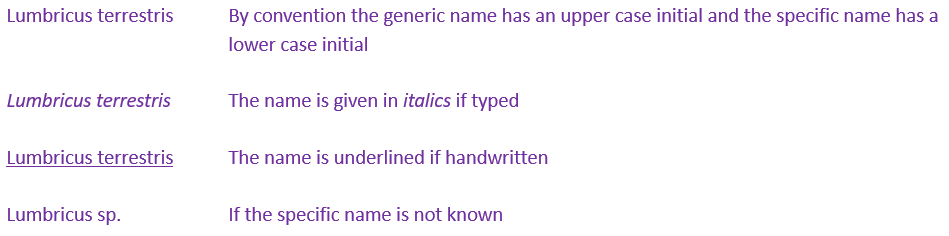 Lumbricus terrestris By convention the generic name has an upper case initial and the specific name has a
lower case initial
Lumbricus terrestris The name is given in italics if typed
Lumbricus terrestris The name is underlined if handwritten
Lumbricus sp. If the specific name is not known